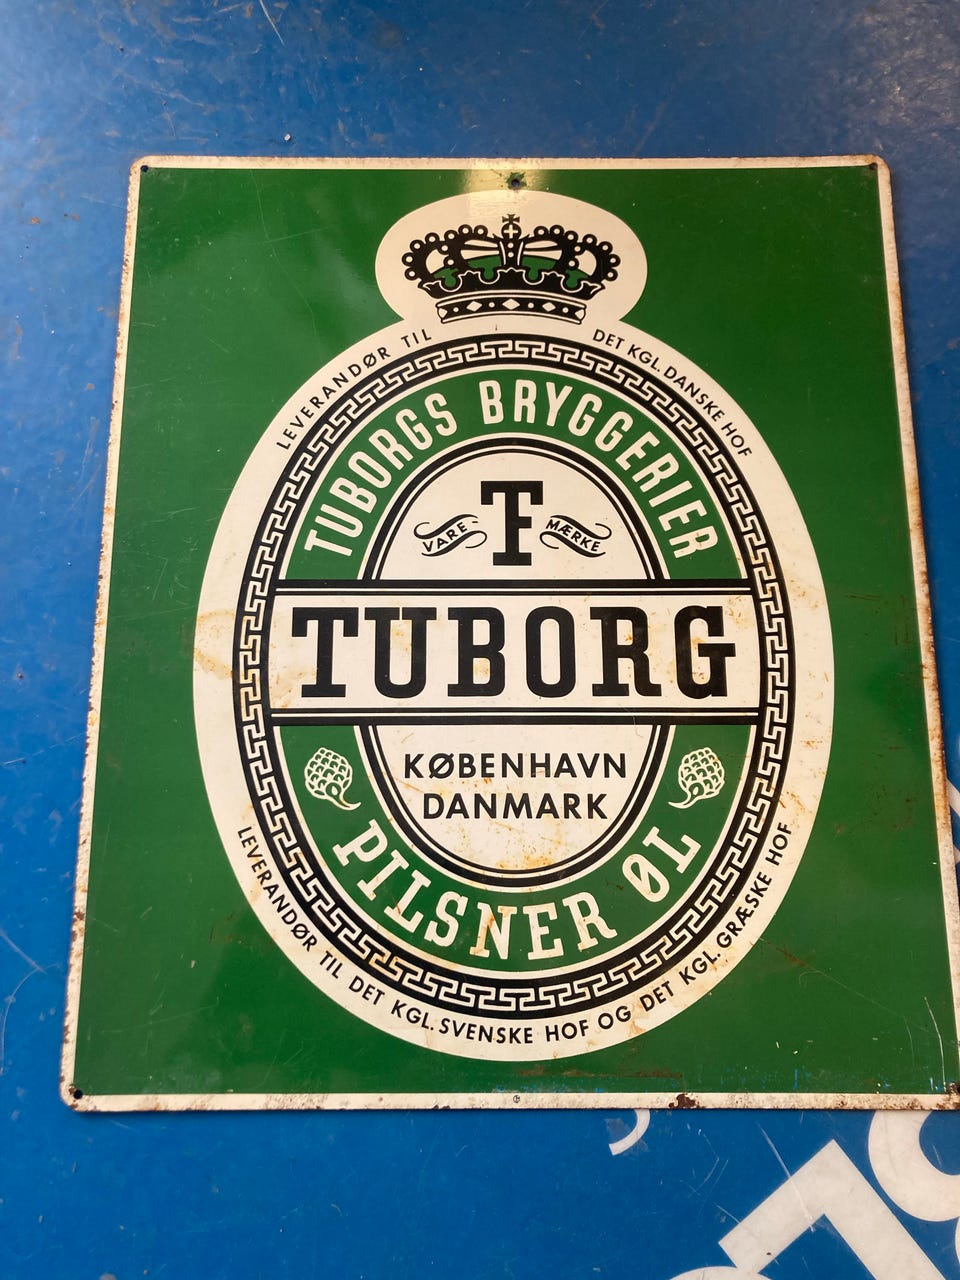 LEVERANDØR TIL DET KGL. DANSKE HOF
TUBORGS BRYGGERIER
VARE- MÆRKE
TUBORG
KØBENHAVN
DANMARK
PILSNER ØL
LEVERANDØR TIL DET KGL. SVENSKE HOF OG DET KGL. GRÆSKE HOF